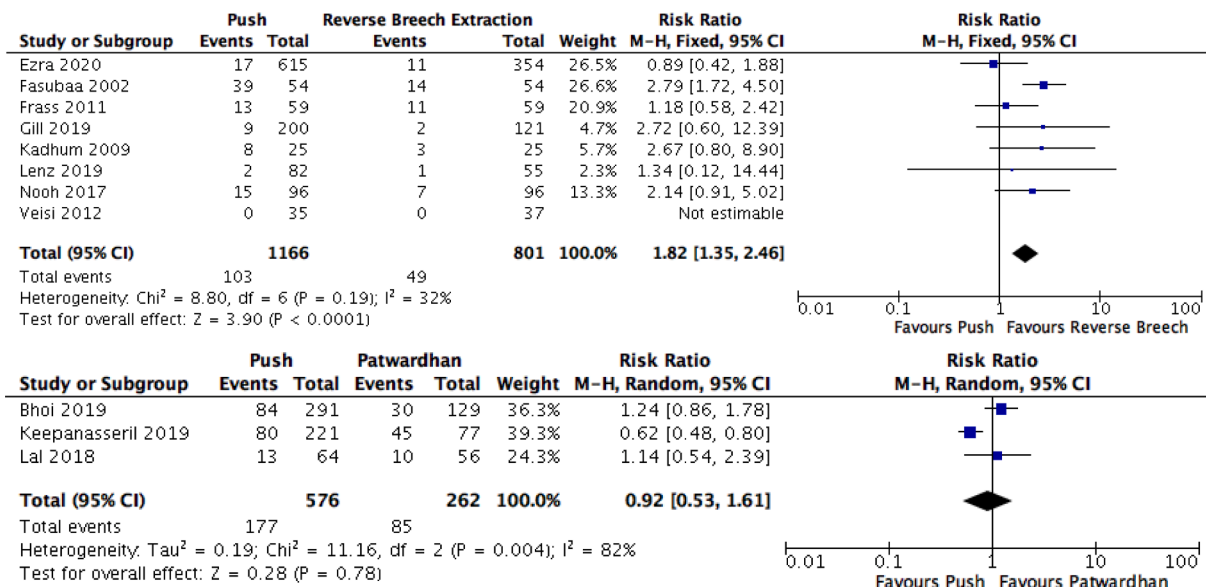 Push Reverse Breech Extraction Risk Ratio Risk Ratio
Study or Subgroup Events Total Events Total Weight M-H, Fixed, 95% CI M-H, Fixed, 95% CI
Ezra 2020 17 615 11 354 26.5% 0.89 [0.42, 1.88]
Fasubaa 2002 39 54 14 54 26.6% 2.79 [1.72, 4.50]
Frass 2011 13 59 11 59 20.9% 1.18 [0.58, 2.42]
Gill 2019 9 200 2 121 4.7% 2.72 [0.60, 12.39]
Kadhum 2009 8 25 3 25 5.7% 2.67 [0.80, 8.90]
Lenz 2019 2 82 1 55 2.3% 1.34 [0.12, 14.44]
Nooh 2017 15 96 7 96 13.3% 2.14 [0.91, 5.02]
Veisi 2012 0 35 0 37 Not estimable
Total (95% CI) 1166 801 100.0% 1.82 [1.35, 2.46]
Total events 103 49
Heterogeneity: Chi² = 8.80, df = 6 (P = 0.19); I² = 32%
Test for overall effect: Z = 3.90 (P < 0.0001)
0.01 0.1 1 10 100
Favours Push Favours Reverse Breech
Push Patwardhan Risk Ratio Risk Ratio
Study or Subgroup Events Total Events Total Weight M-H, Random, 95% CI M-H, Random, 95% CI
Bhoi 2019 84 291 30 129 36.3% 1.24 [0.86, 1.78]
Keepanasseril 2019 80 221 45 77 39.3% 0.62 [0.48, 0.80]
Lal 2018 13 64 10 56 24.3% 1.14 [0.54, 2.39]
Total (95% CI) 576 262 100.0% 0.92 [0.53, 1.61]
Total events 177 85
Heterogeneity: Tau² = 0.19; Chi² = 11.16, df = 2 (P = 0.004); I² = 82%
Test for overall effect: Z = 0.28 (P = 0.78)
0.01 0.1 1 10 100
Favours Push Favours Patwardhan